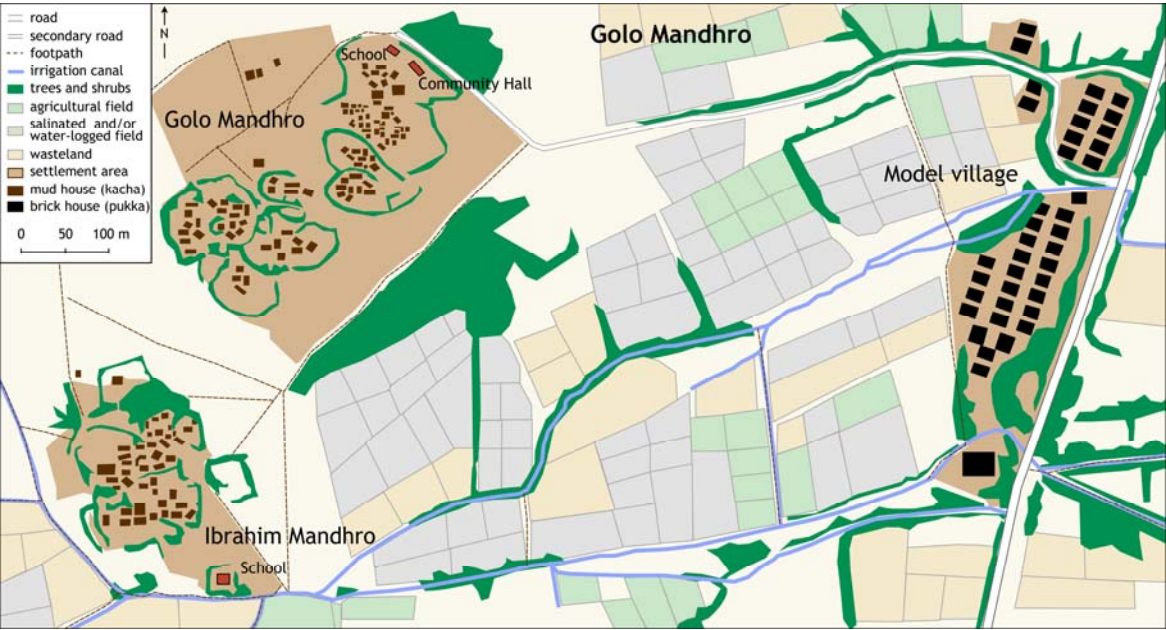 road
secondary road
footpath
irrigation canal
trees and shrubs
agricultural field
salinated and/or
water-logged field
wasteland
settlement area
mud house (kacha)
brick house (pukka)
0 50 100 m
N
Golo Mandhro
School
Community Hall
Golo Mandhro
Model village
Ibrahim Mandhro
School